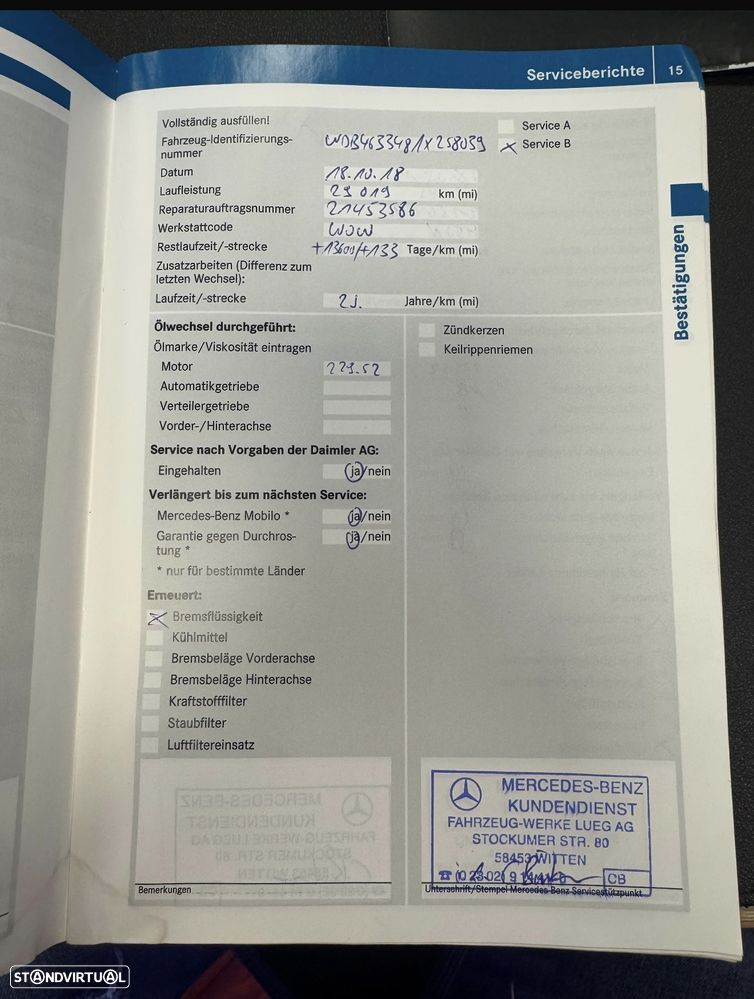 Serviceberichte 15
Vollständig ausfüllen!
Service A
Fahrzeug-Identifizierungs-
nummer WDB4633481X258039
Service B
Datum 18.10.18
Laufleistung 29 019 km (mi)
Reparaturauftragsnummer 21453586
Werkstattcode WOW
Restlaufzeit/-strecke +13600/+133 Tage/km (mi)
Zusatzarbeiten (Differenz zum
letzten Wechsel):
Laufzeit/-strecke 2 J. Jahre/km (mi)
Bestätigungen
Ölwechsel durchgeführt:
Ölmarke/Viskosität eintragen
Motor 229.52
Automatikgetriebe
Verteilergetriebe
Vorder-/Hinterachse
Service nach Vorgaben der Daimler AG:
Eingehalten ja/nein
Verlängert bis zum nächsten Service:
Mercedes-Benz Mobilo * ja/nein
Garantie gegen Durchros-
tung * ja/nein
* nur für bestimmte Länder
Erneuert:
Bremsflüssigkeit
Kühlmittel
Bremsbeläge Vorderachse
Bremsbeläge Hinterachse
Kraftstofffilter
Staubfilter
Luftfiltereinsatz
Zündkerzen
Keilrippenriemen
MERCEDES-BENZ
KUNDENDIENST
FAHRZEUG-WERKE LUEG AG
STOCKUMER STR. 80
58453 WITTEN
CB
Bemerkungen
Unterschrift/Stempel Mercedes-Benz Servicestützpunkt
STANDVIRTUAL